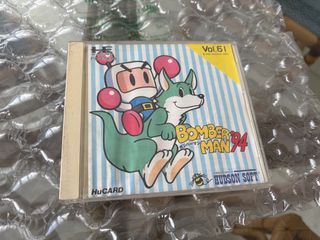 Vol.61
BOMBER
MAN '94
HUDSON SOFT
HuCARD